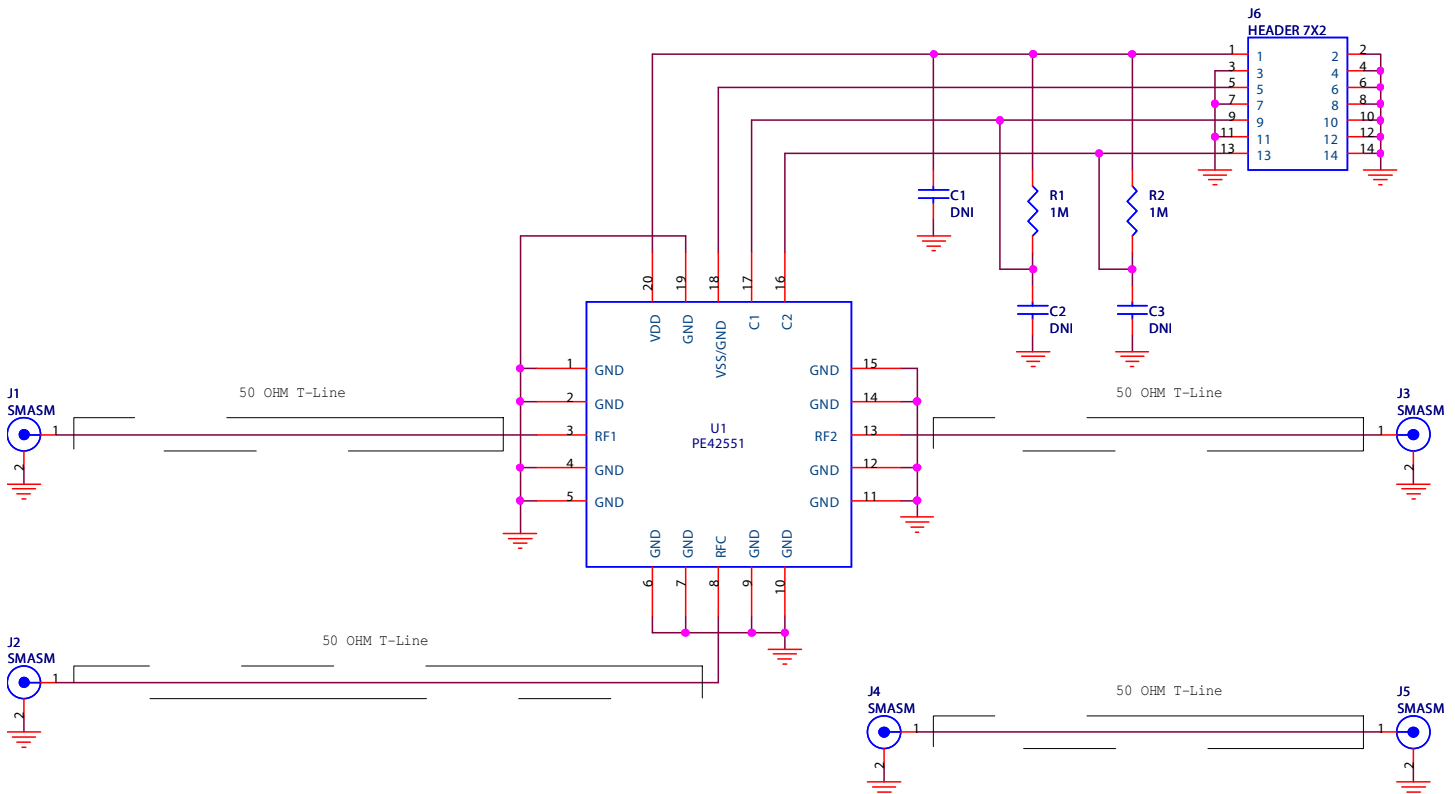 J6
HEADER 7X2
1 1 2 2
3 3 4 4
5 5 6 6
7 7 8 8
9 9 10 10
11 11 12 12
13 13 14 14
C1
DNI
R1
1M
R2
1M
C2
DNI
C3
DNI
20 19 18 17 16
VDD GND VSS/GND C1 C2
1 GND GND 15
2 GND GND 14
3 RF1 RF2 13
4 GND GND 12
5 GND GND 11
U1
PE42551
GND GND RFC GND GND
6 7 8 9 10
J1
SMASM
1
2
50 OHM T-Line
50 OHM T-Line
J3
SMASM
1
2
J2
SMASM
1
2
50 OHM T-Line
J4
SMASM
1
2
50 OHM T-Line
J5
SMASM
1
2